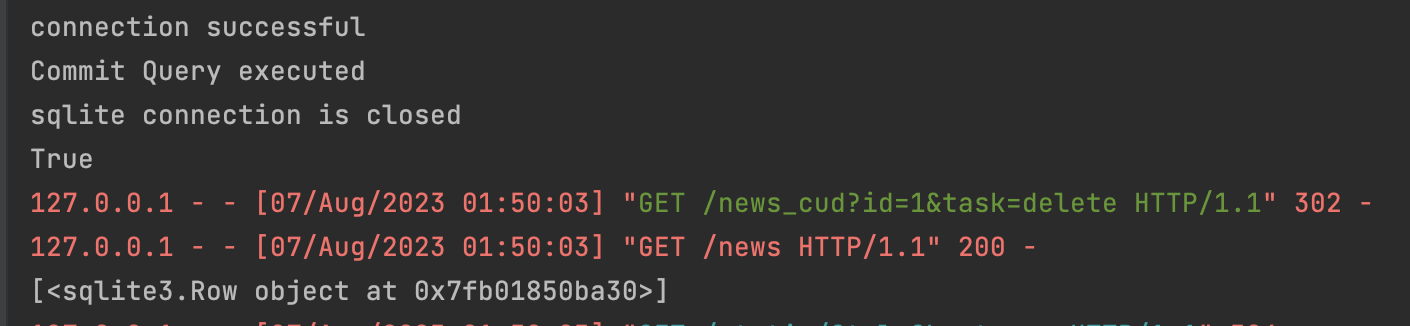 connection successful
Commit Query executed
sqlite connection is closed
True
127.0.0.1 - - [07/Aug/2023 01:50:03] "GET /news_cud?id=1&task=delete HTTP/1.1" 302 -
127.0.0.1 - - [07/Aug/2023 01:50:03] "GET /news HTTP/1.1" 200 -
[<sqlite3.Row object at 0x7fb01850ba30>]